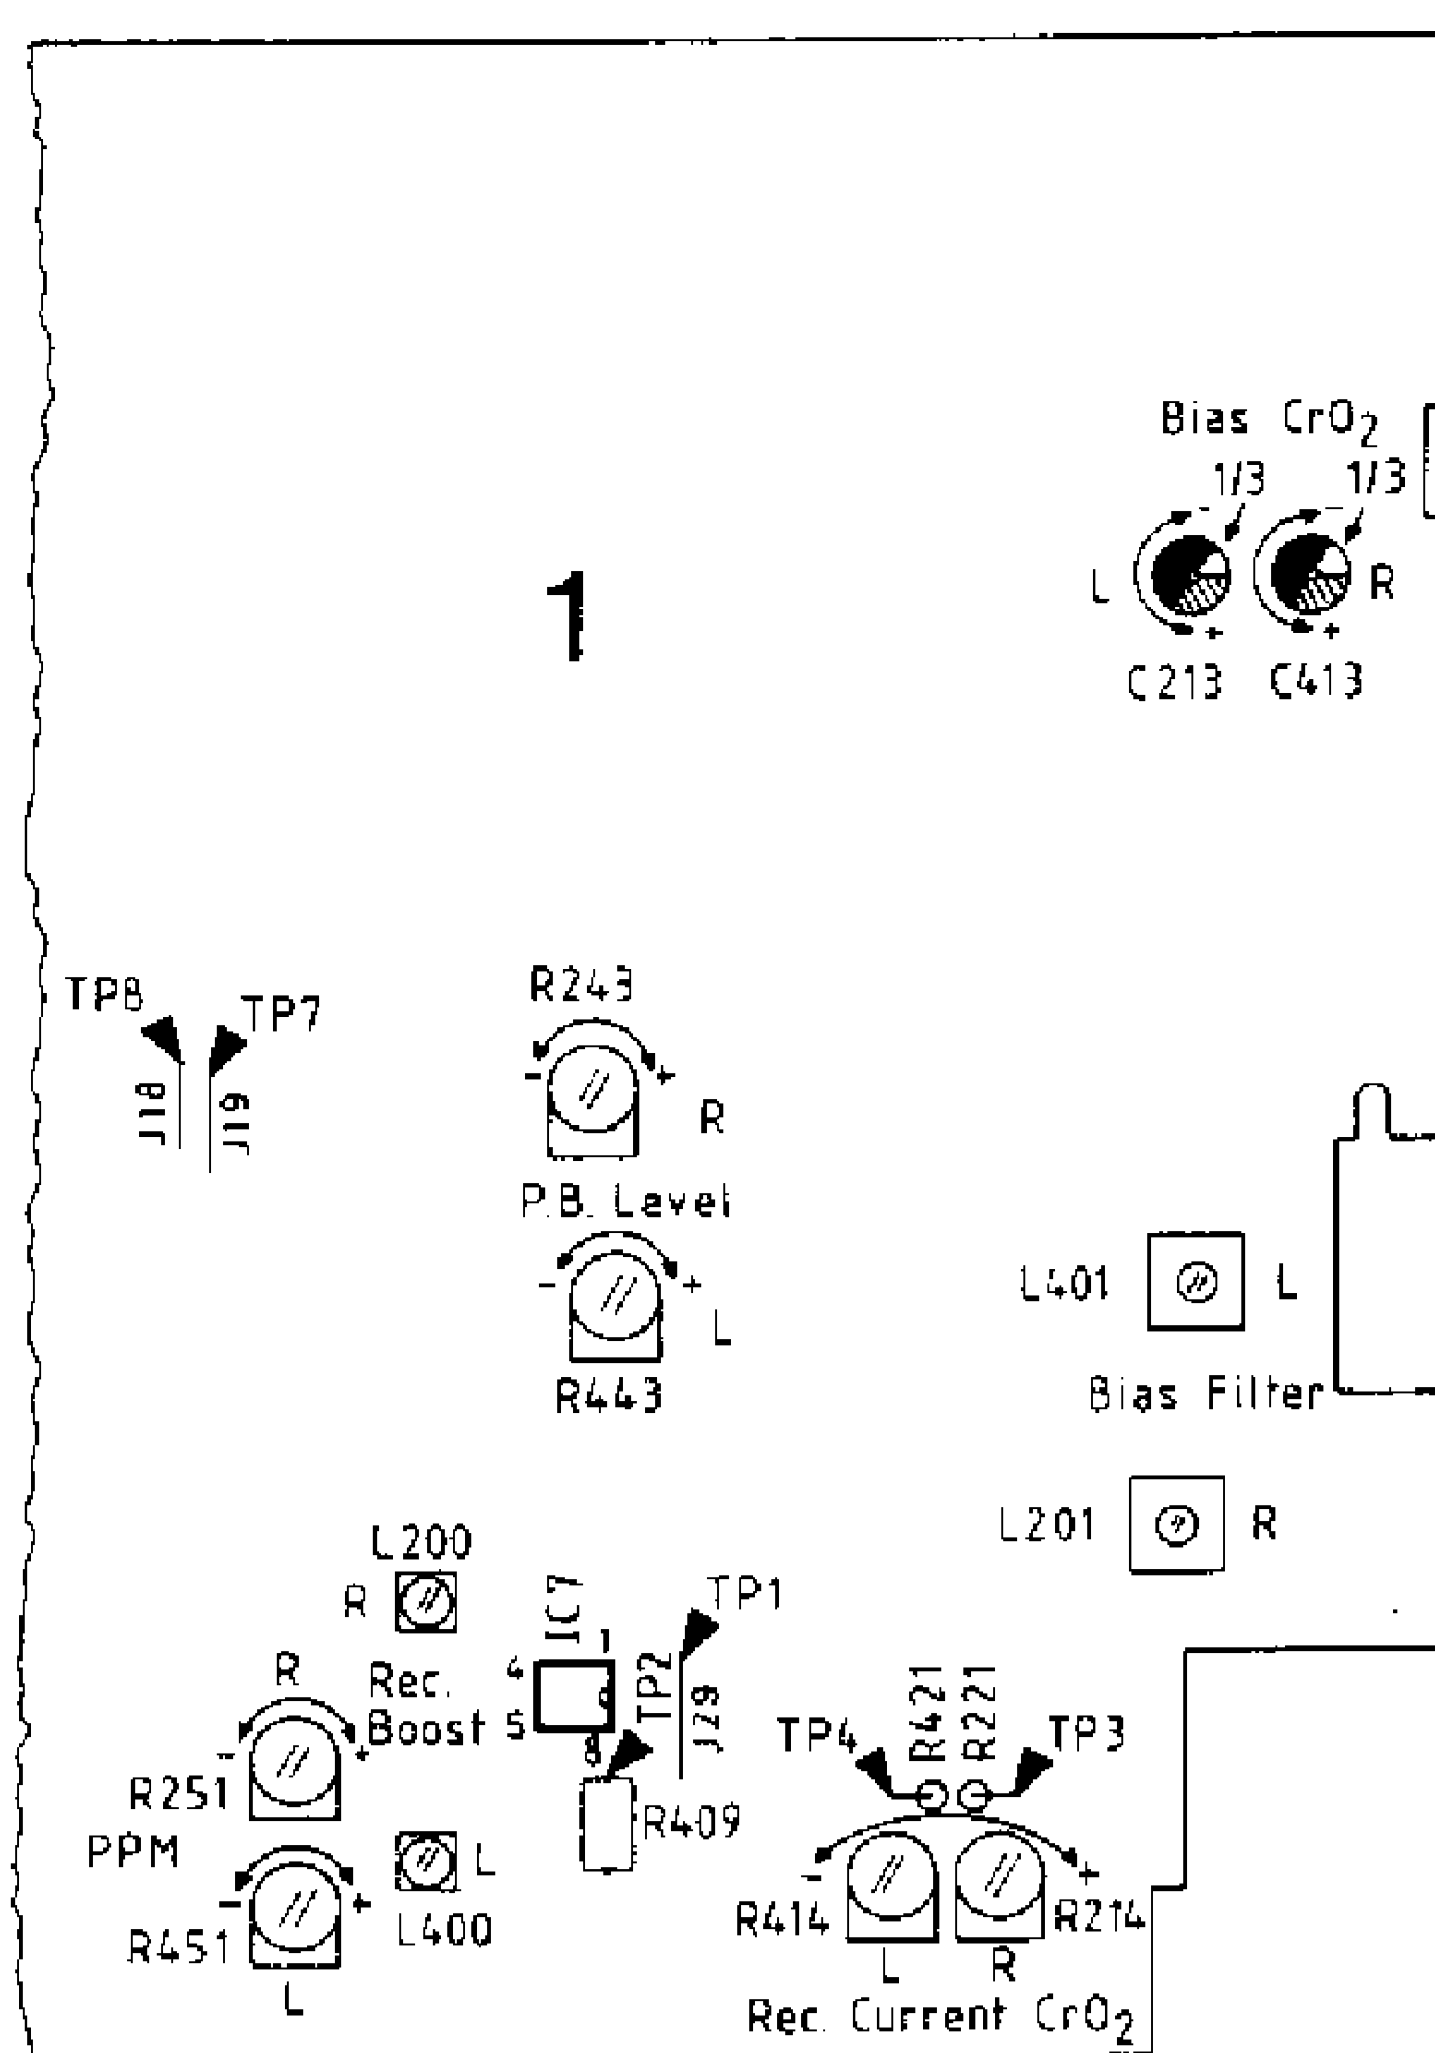 Bias CrO2
1/3 1/3
- -
L R
+ +
C213 C413
1
TP8 TP7
J18 J19
R243
- +
R
P.B. Level
- +
L
R443
L401 L
Bias Filter
L201 R
L200
R
Rec.
Boost
L
L400
IC7
1
4
5
8
TP1
TP2
J29
R409
R
- +
R251
PPM
- +
R451
L
TP4 R421 R221 TP3
- +
R414 R214
L R
Rec. Current CrO2